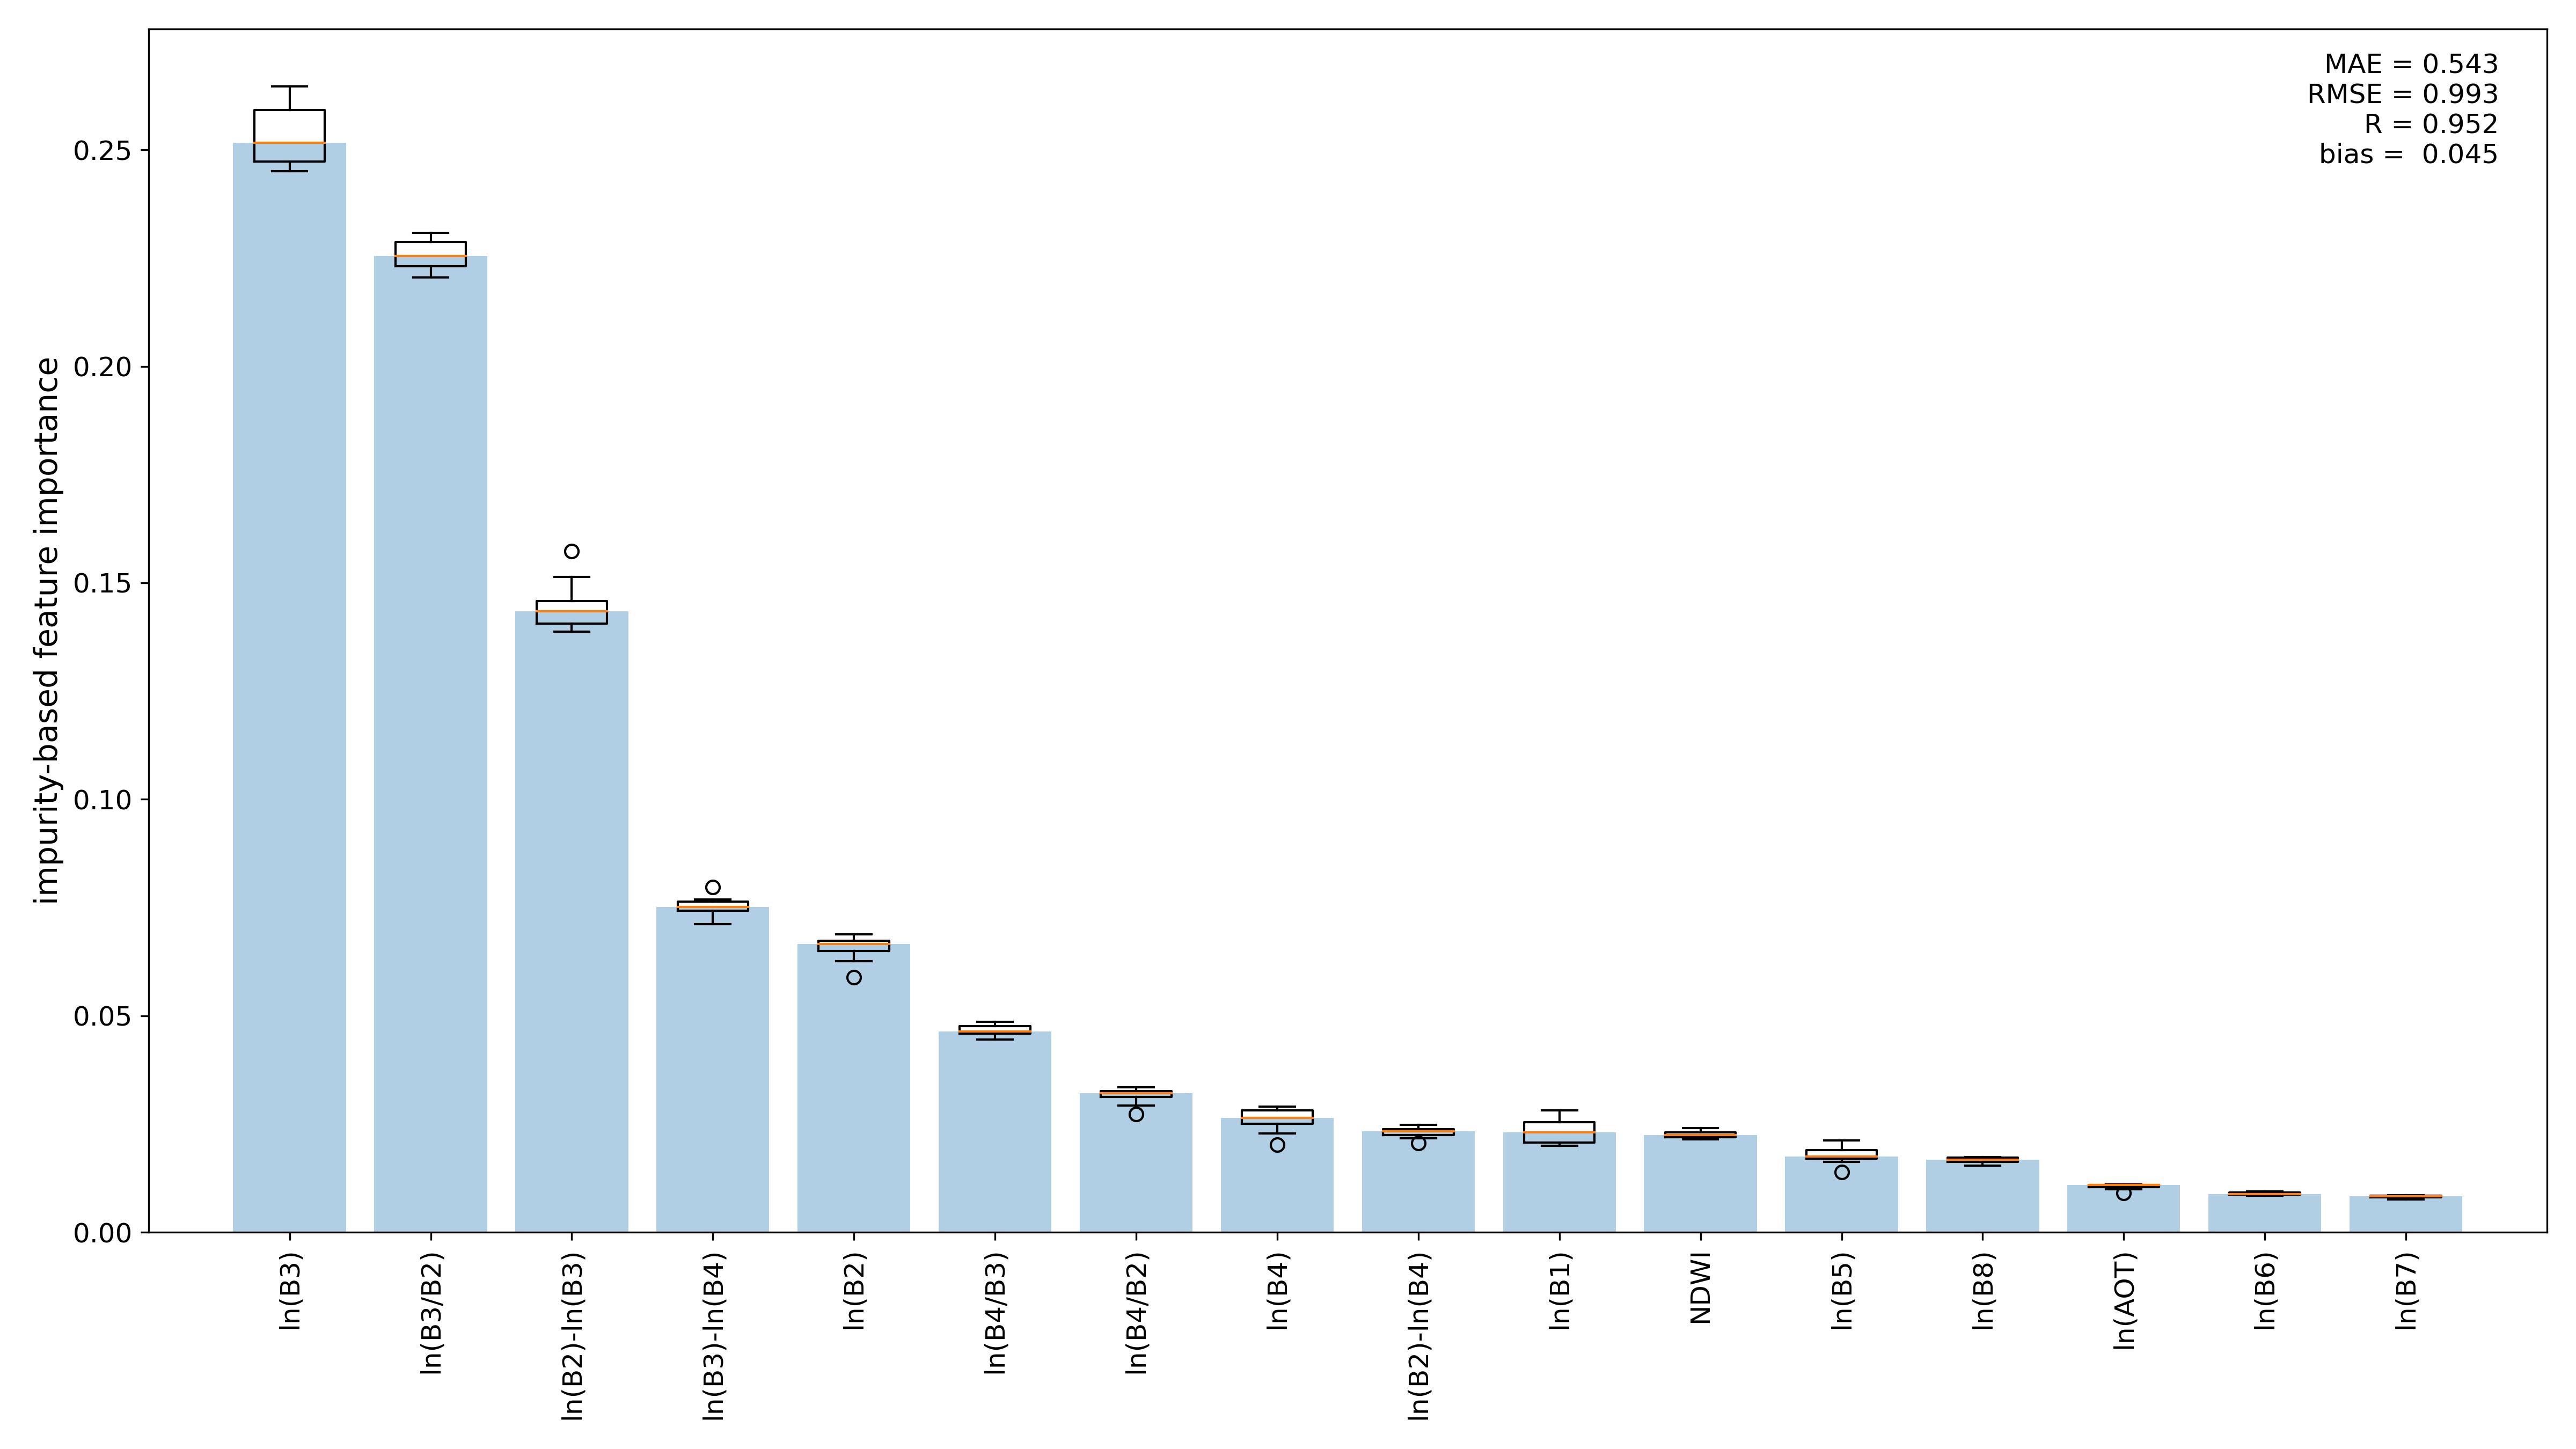 MAE = 0.543
RMSE = 0.993
R = 0.952
bias =  0.045
impurity-based feature importance
0.25
0.20
0.15
0.10
0.05
0.00
ln(B3)
ln(B3/B2)
ln(B2)-ln(B3)
ln(B3)-ln(B4)
ln(B2)
ln(B4/B3)
ln(B4/B2)
ln(B4)
ln(B2)-ln(B4)
ln(B1)
NDWI
ln(B5)
ln(B8)
ln(AOT)
ln(B6)
ln(B7)